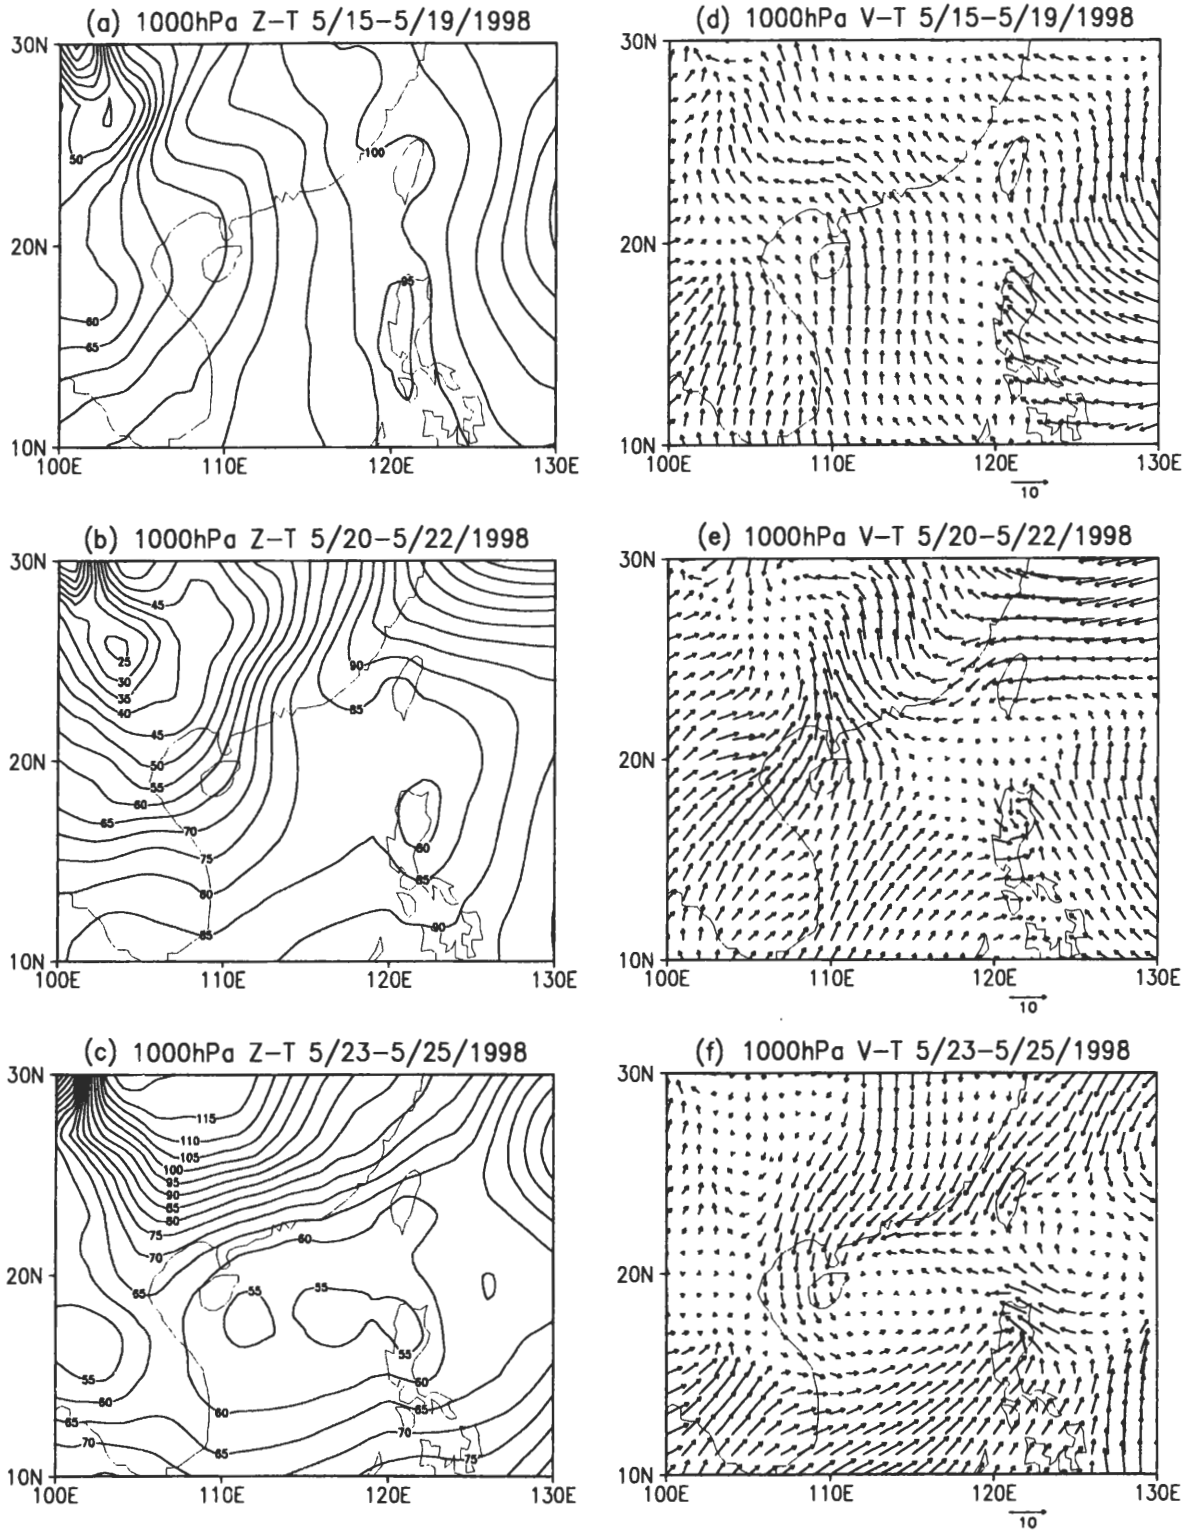 (a) 1000hPa Z-T 5/15-5/19/1998
30N
20N
10N
100E 110E 120E 130E
50
100
95
60
65
(d) 1000hPa V-T 5/15-5/19/1998
30N
20N
10N
100E 110E 120E 130E
10
(b) 1000hPa Z-T 5/20-5/22/1998
30N
20N
10N
100E 110E 120E 130E
45
25
30
35
40
90
85
45
50
55
60
65
70
75
80
80
85
85
90
(e) 1000hPa V-T 5/20-5/22/1998
30N
20N
10N
100E 110E 120E 130E
10
(c) 1000hPa Z-T 5/23-5/25/1998
30N
20N
10N
100E 110E 120E 130E
115
110
105
100
95
90
85
80
75
70
60
65
55
55
55
55
60
60
60
65
65
70
70
65
75
(f) 1000hPa V-T 5/23-5/25/1998
30N
20N
10N
100E 110E 120E 130E
10